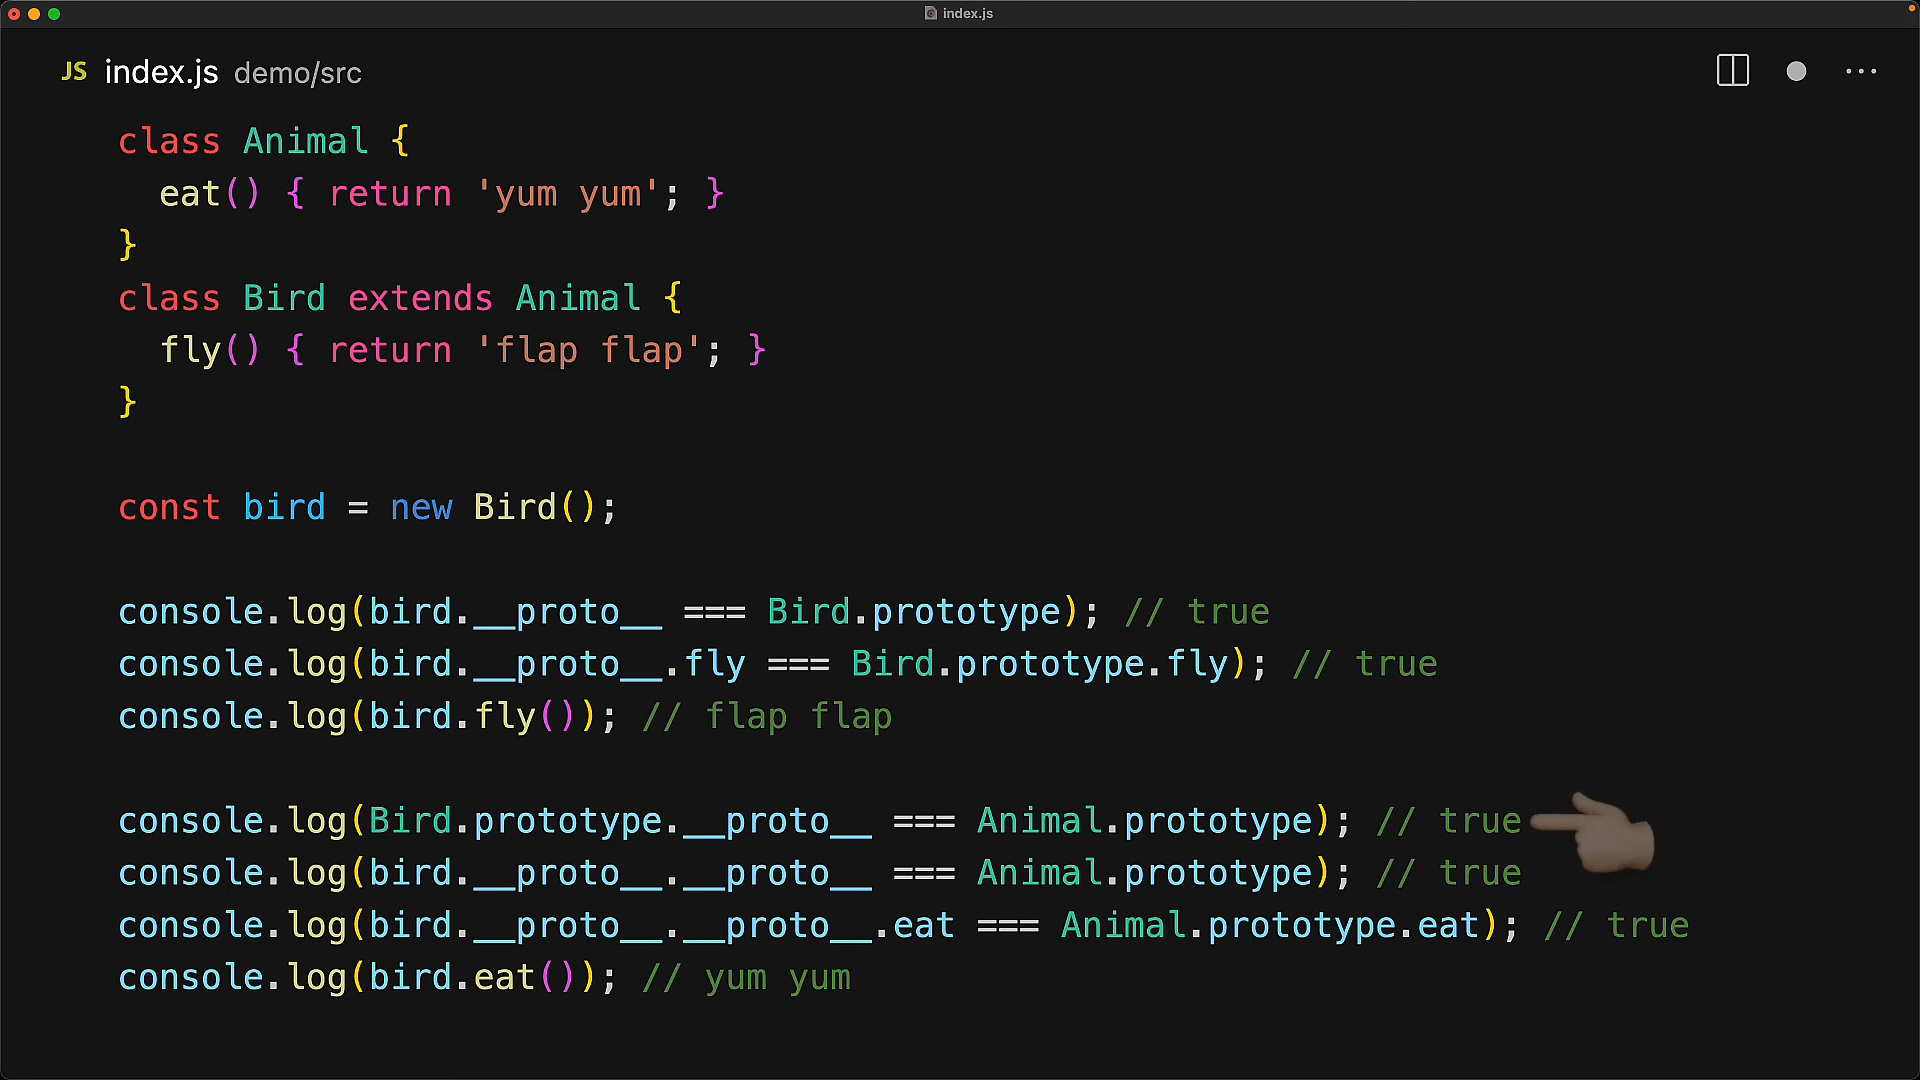 index.js
JS index.js demo/src
class Animal {
  eat() { return 'yum yum'; }
}
class Bird extends Animal {
  fly() { return 'flap flap'; }
}
const bird = new Bird();
console.log(bird.__proto__ === Bird.prototype); // true
console.log(bird.__proto__.fly === Bird.prototype.fly); // true
console.log(bird.fly()); // flap flap
console.log(Bird.prototype.__proto__ === Animal.prototype); // true
console.log(bird.__proto__.__proto__ === Animal.prototype); // true
console.log(bird.__proto__.__proto__.eat === Animal.prototype.eat); // true
console.log(bird.eat()); // yum yum